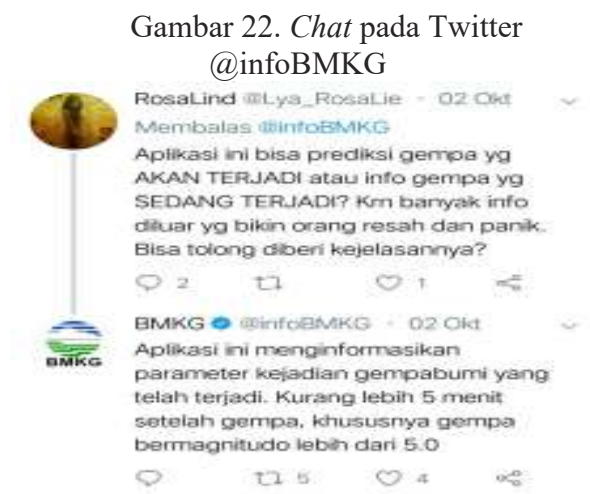 Gambar 22. Chat pada Twitter
@infoBMKG
RosaLind @Lya_RosaLie · 02 Okt
Membalas @infoBMKG
Aplikasi ini bisa prediksi gempa yg
AKAN TERJADI atau info gempa yg
SEDANG TERJADI? Krn banyak info
diluar yg bikin orang resah dan panik.
Bisa tolong diberi kejelasannya?
2 1
BMKG @infoBMKG · 02 Okt
BMKG
Aplikasi ini menginformasikan
parameter kejadian gempabumi yang
telah terjadi. Kurang lebih 5 menit
setelah gempa, khususnya gempa
bermagnitudo lebih dari 5.0
5 4